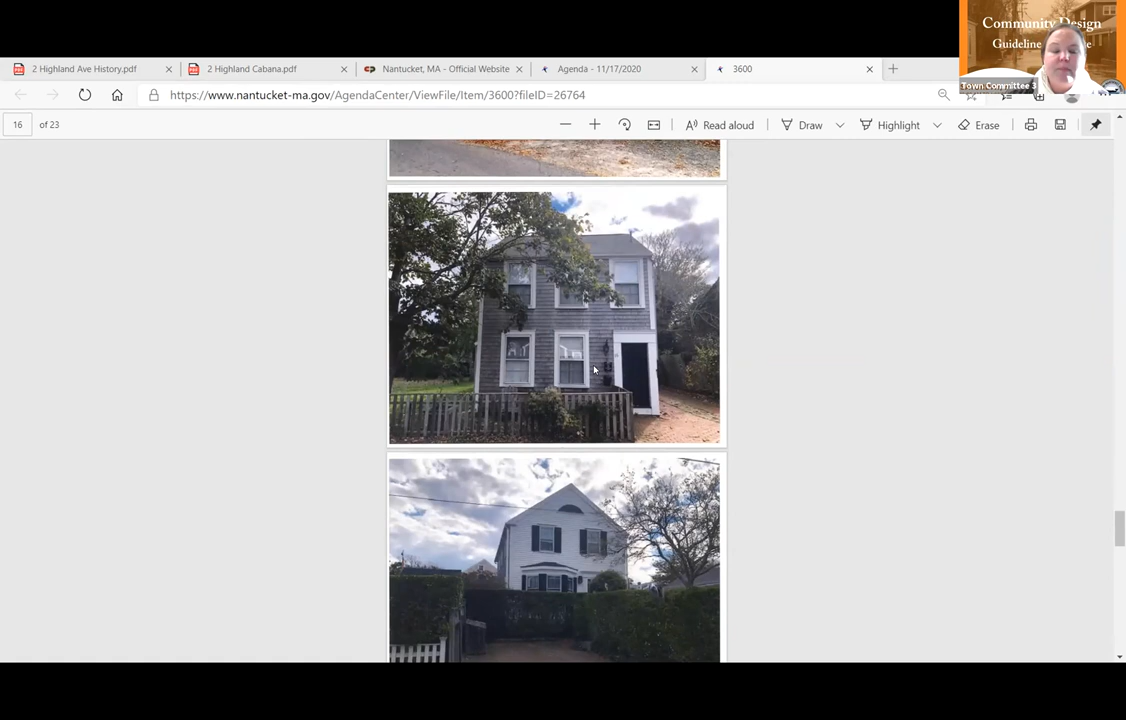 Community Design
Guideline
Town Committee 3
2 Highland Ave History.pdf
2 Highland Cabana.pdf
Nantucket, MA - Official Website
Agenda - 11/17/2020
3600
https://www.nantucket-ma.gov/AgendaCenter/ViewFile/Item/3600?fileID=26764
16 of 23
Read aloud
Draw
Highlight
Erase